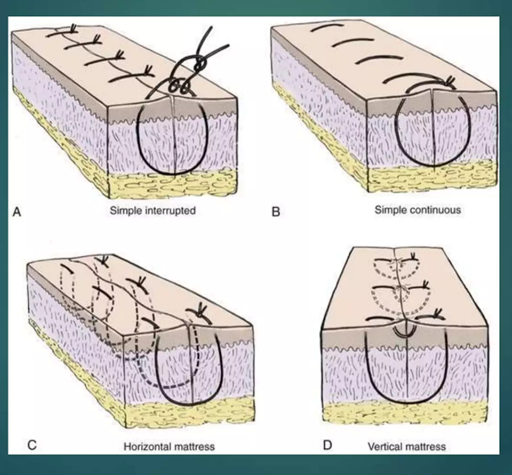 A Simple interrupted
B Simple continuous
C Horizontal mattress
D Vertical mattress